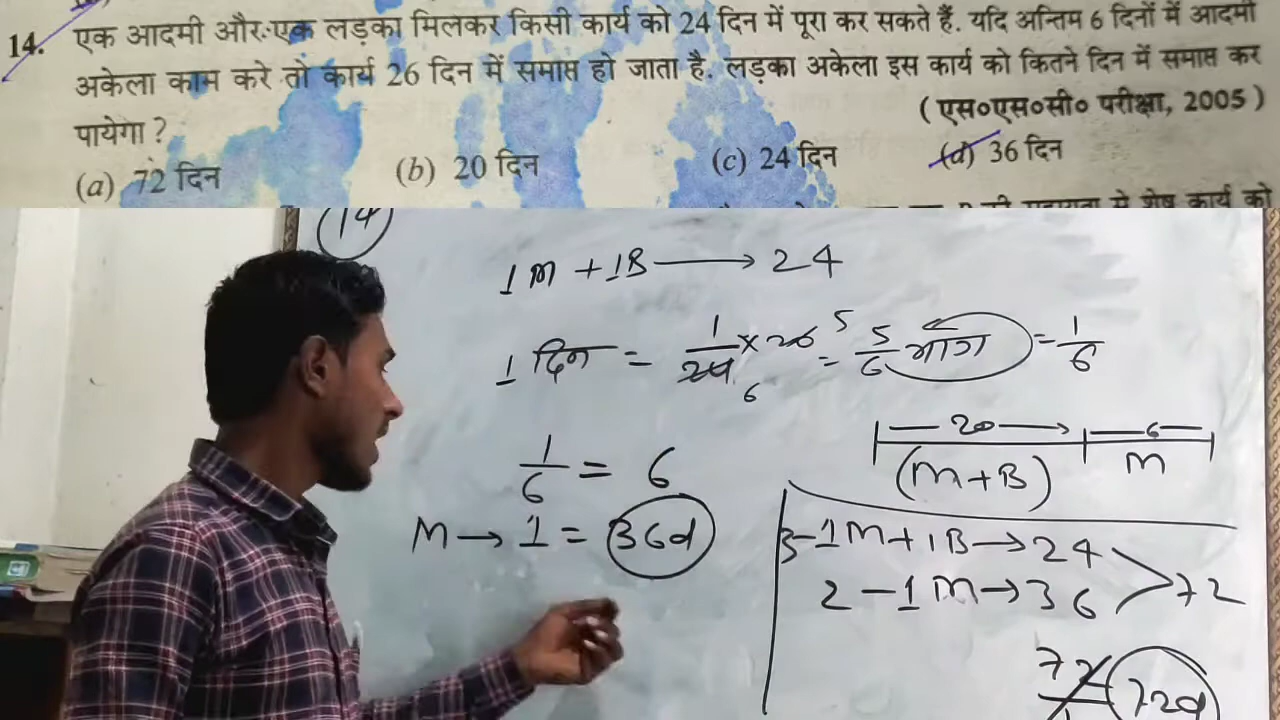 14. एक आदमी और एक लड़का मिलकर किसी कार्य को 24 दिन में पूरा कर सकते हैं. यदि अन्तिम 6 दिनों में आदमी
अकेला काम करे तो कार्य 26 दिन में समाप्त हो जाता है. लड़का अकेला इस कार्य को कितने दिन में समाप्त कर
पायेगा ?
( एस०एस०सी० परीक्षा, 2005 )
(a) 72 दिन (b) 20 दिन (c) 24 दिन (d) 36 दिन
(14)
1M + 1B → 24
1 दिन = 1/24 × 20 = 5/6 भाग = 1/6
5
6
20 → 6
(M+B) M
1/6 = 6
M → 1 = 36d
3-1M+1B → 24
2-1M → 36 > 72
72d